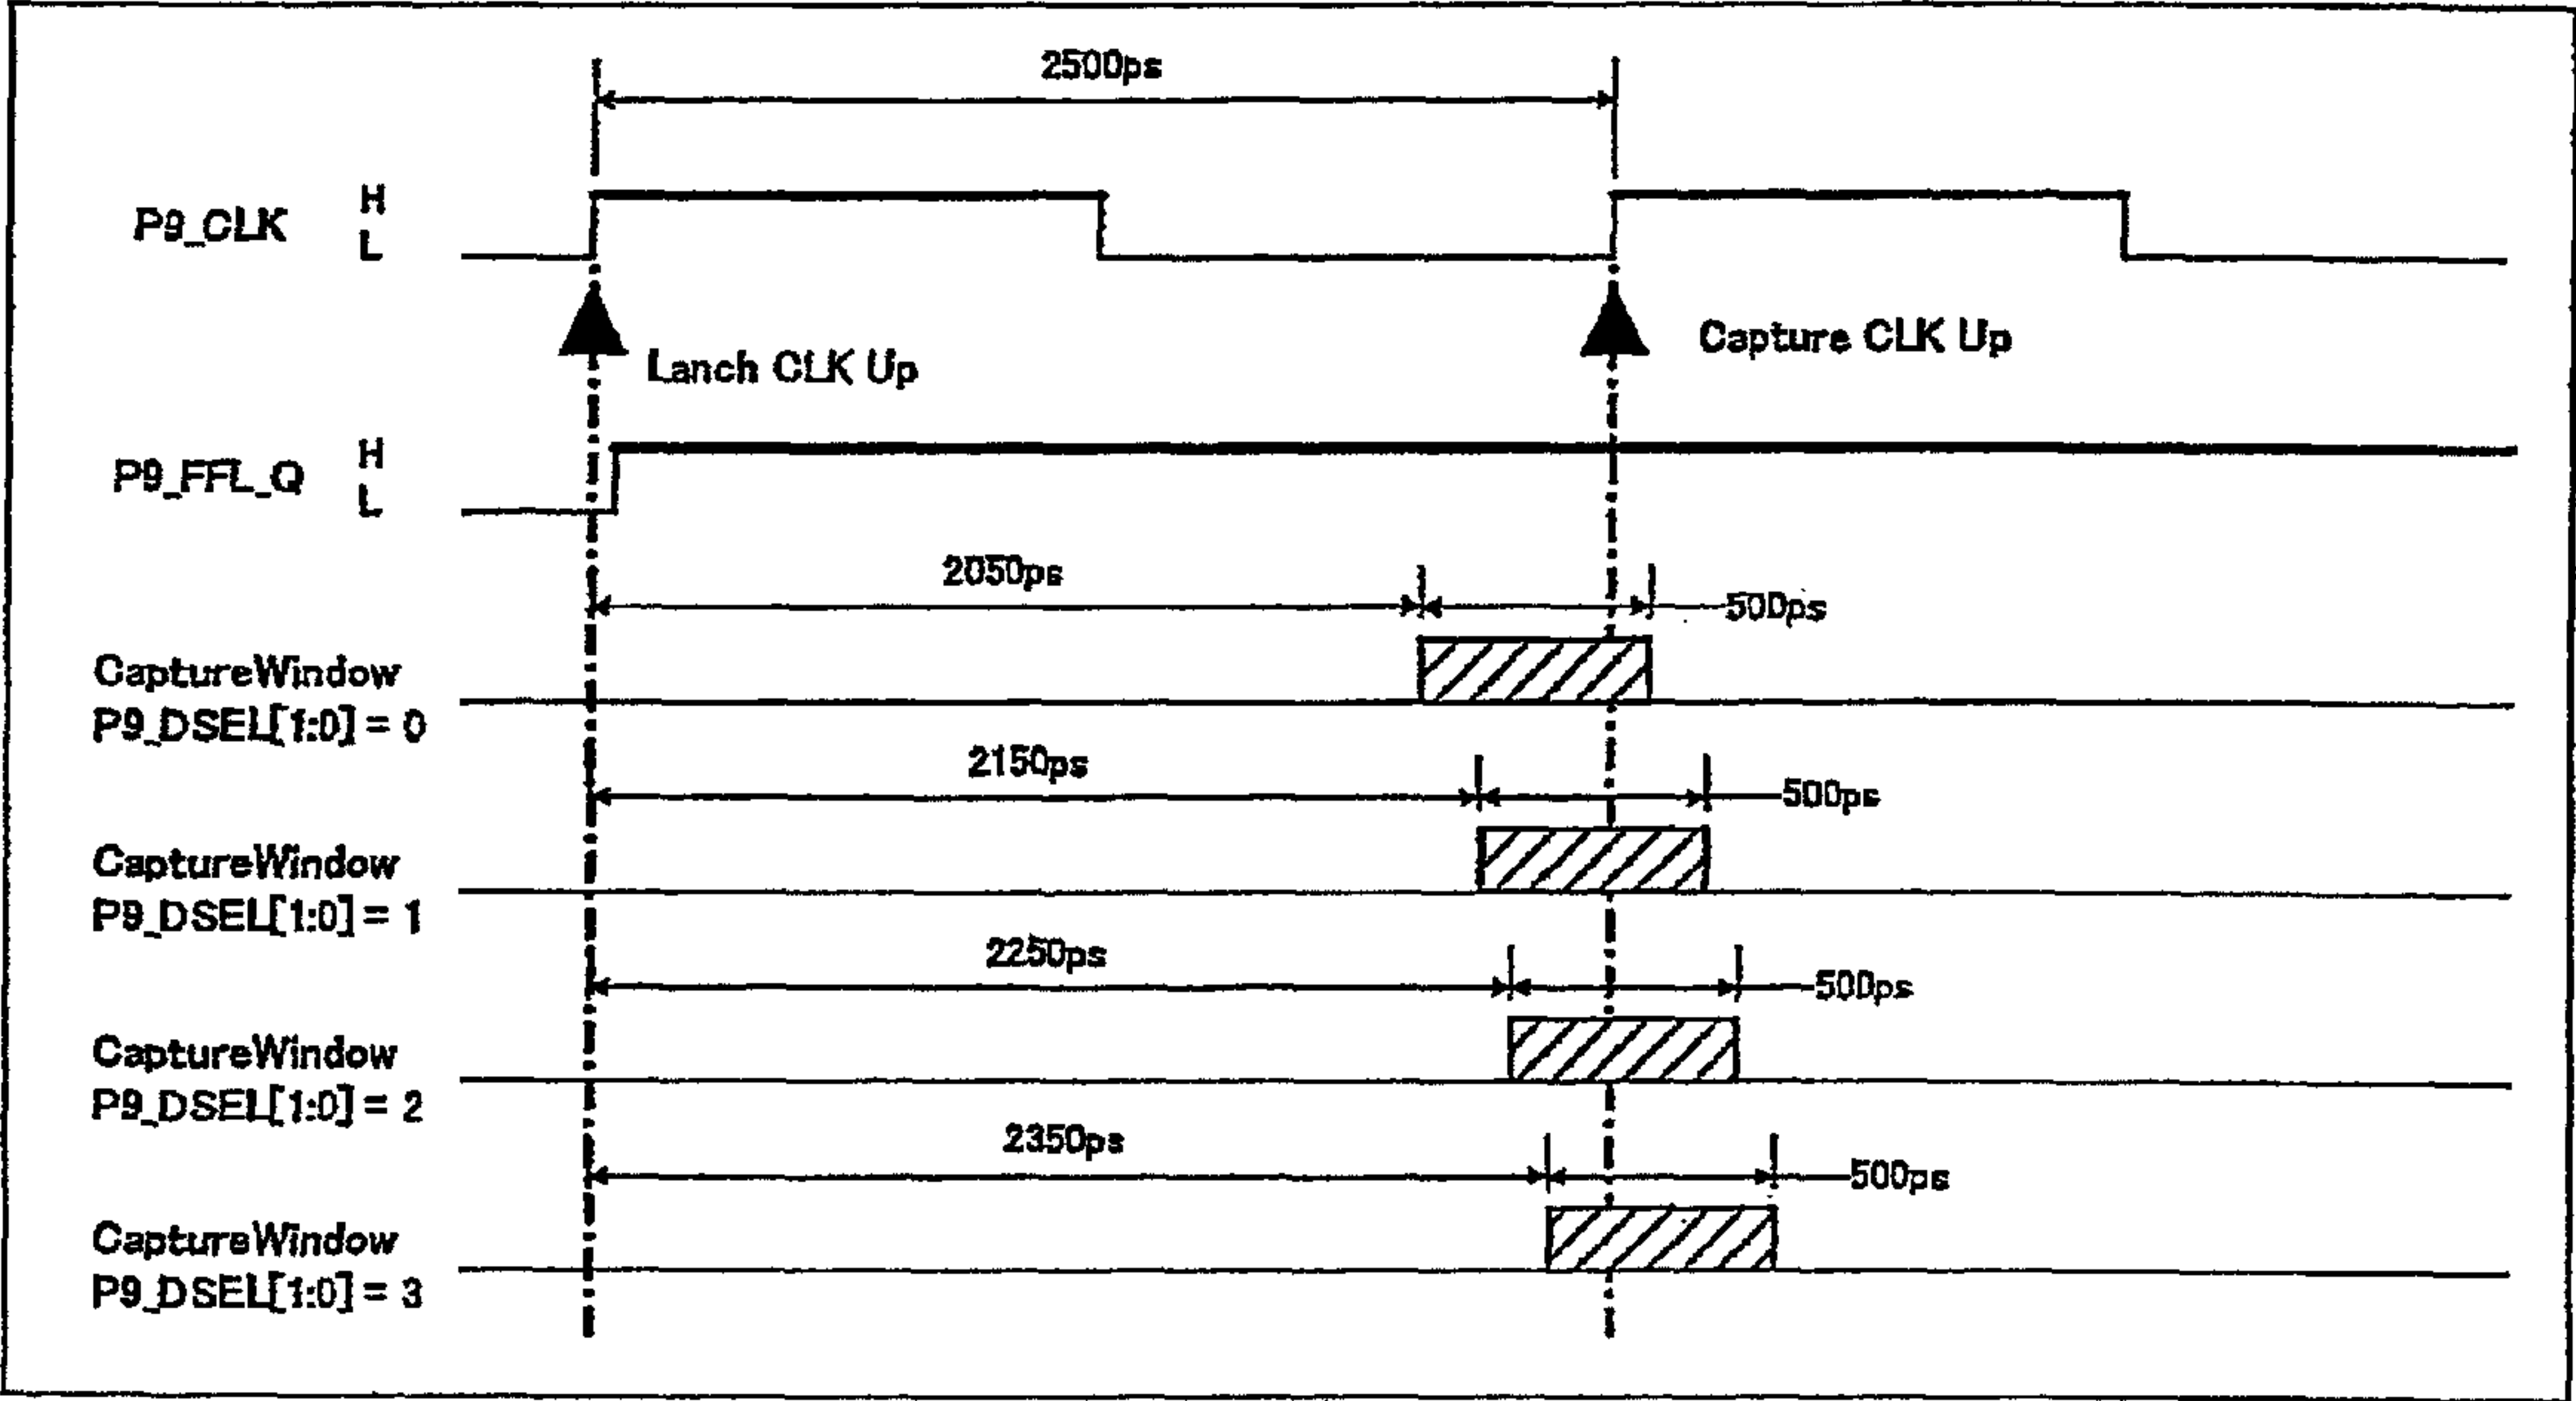 2500ps
P9_CLK
H
L
Lanch CLK Up
Capture CLK Up
P9_FFL_Q
H
L
2050ps
500ps
CaptureWindow
P9_DSEL[1:0] = 0
2150ps
500ps
CaptureWindow
P9_DSEL[1:0] = 1
2250ps
500ps
CaptureWindow
P9_DSEL[1:0] = 2
2350ps
500ps
CaptureWindow
P9_DSEL[1:0] = 3